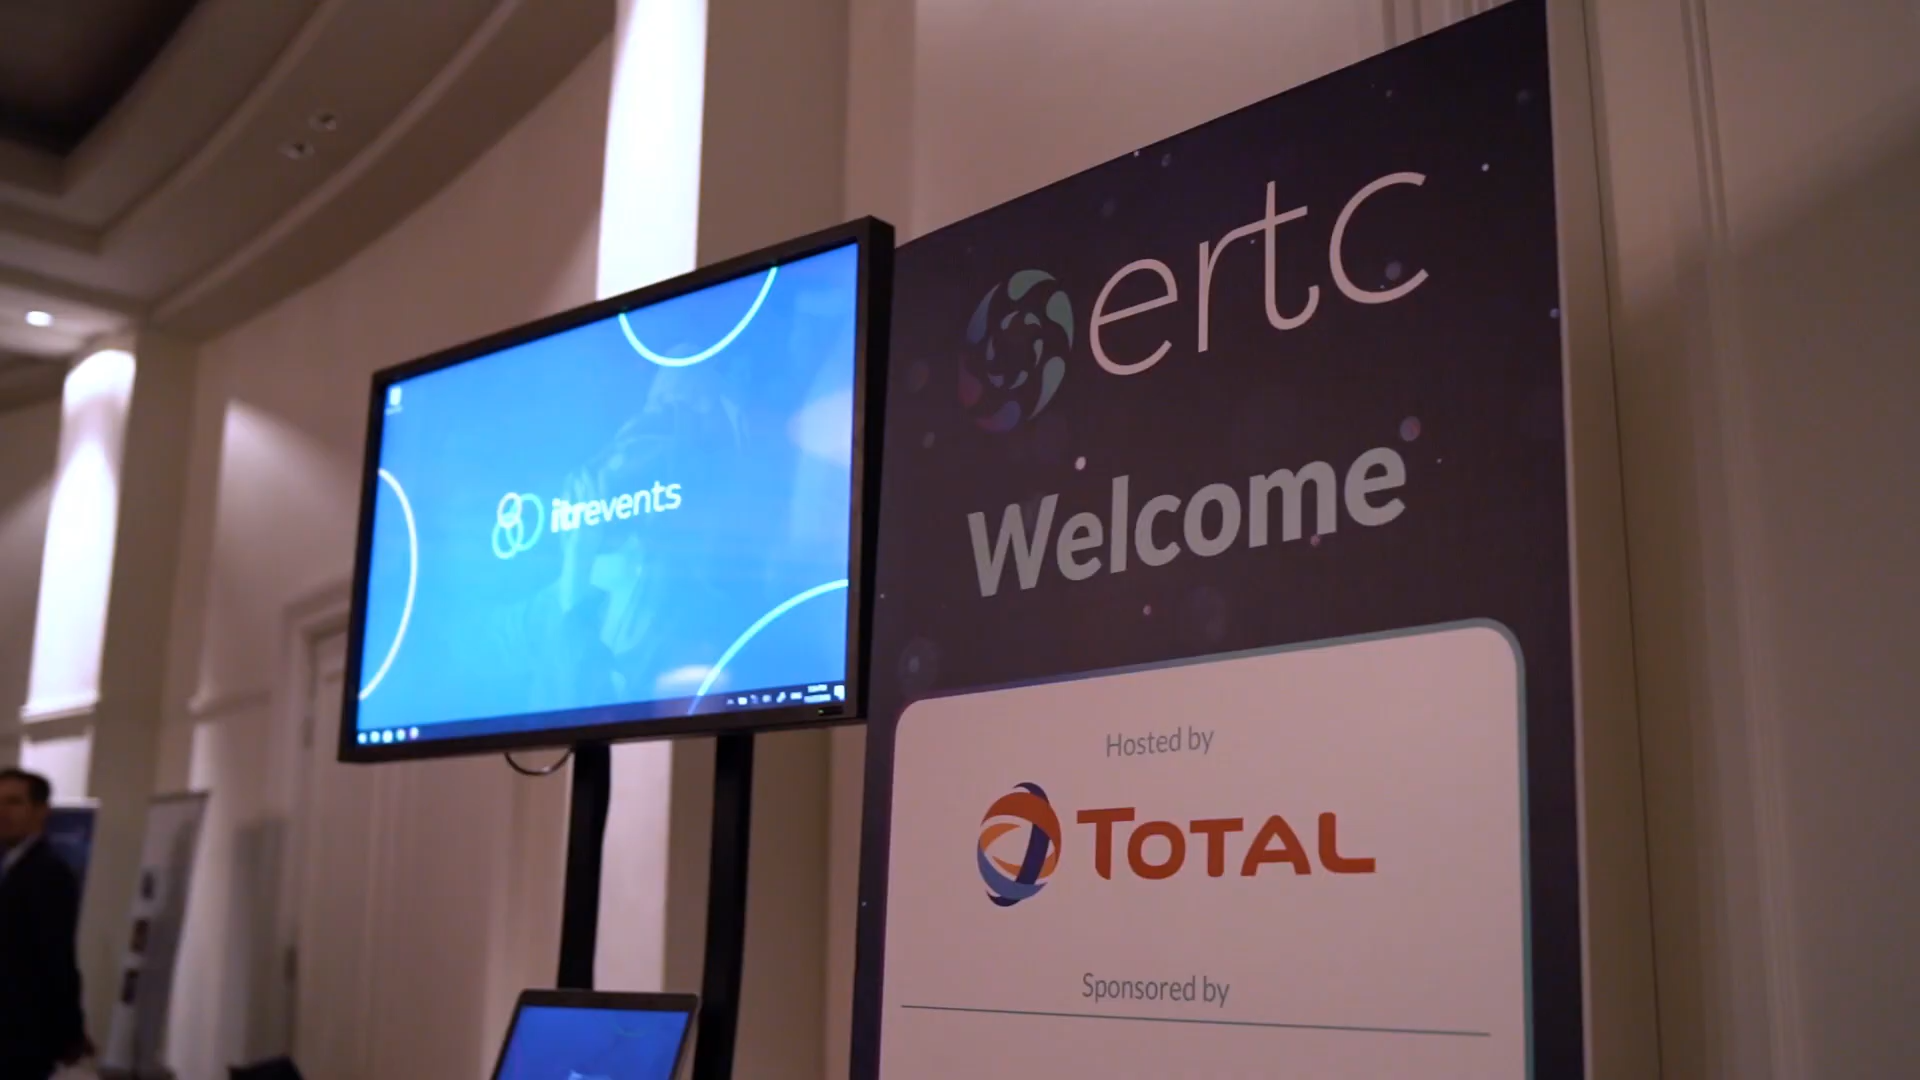 itrevents
ertc
Welcome
Hosted by
TOTAL
Sponsored by